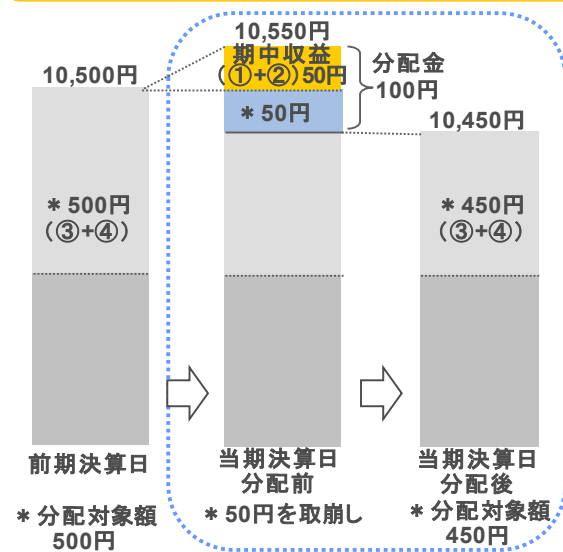 10,550円
期中収益
(①+②)50円
分配金
100円
10,500円
＊50円
10,450円
＊500円
(③+④)
＊450円
(③+④)
前期決算日
当期決算日
分配前
当期決算日
分配後
＊分配対象額
500円
＊50円を取崩し
＊分配対象額
450円